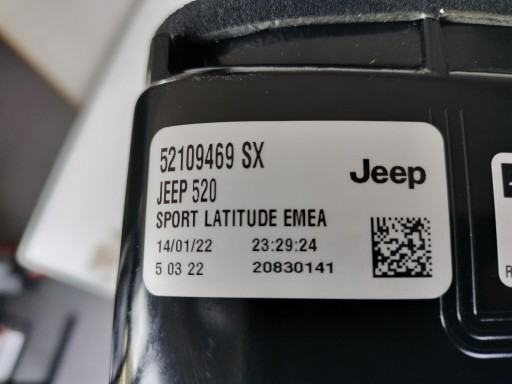 52109469 SX
Jeep
JEEP 520
SPORT LATITUDE EMEA
14/01/22 23:29:24
5 03 22 20830141